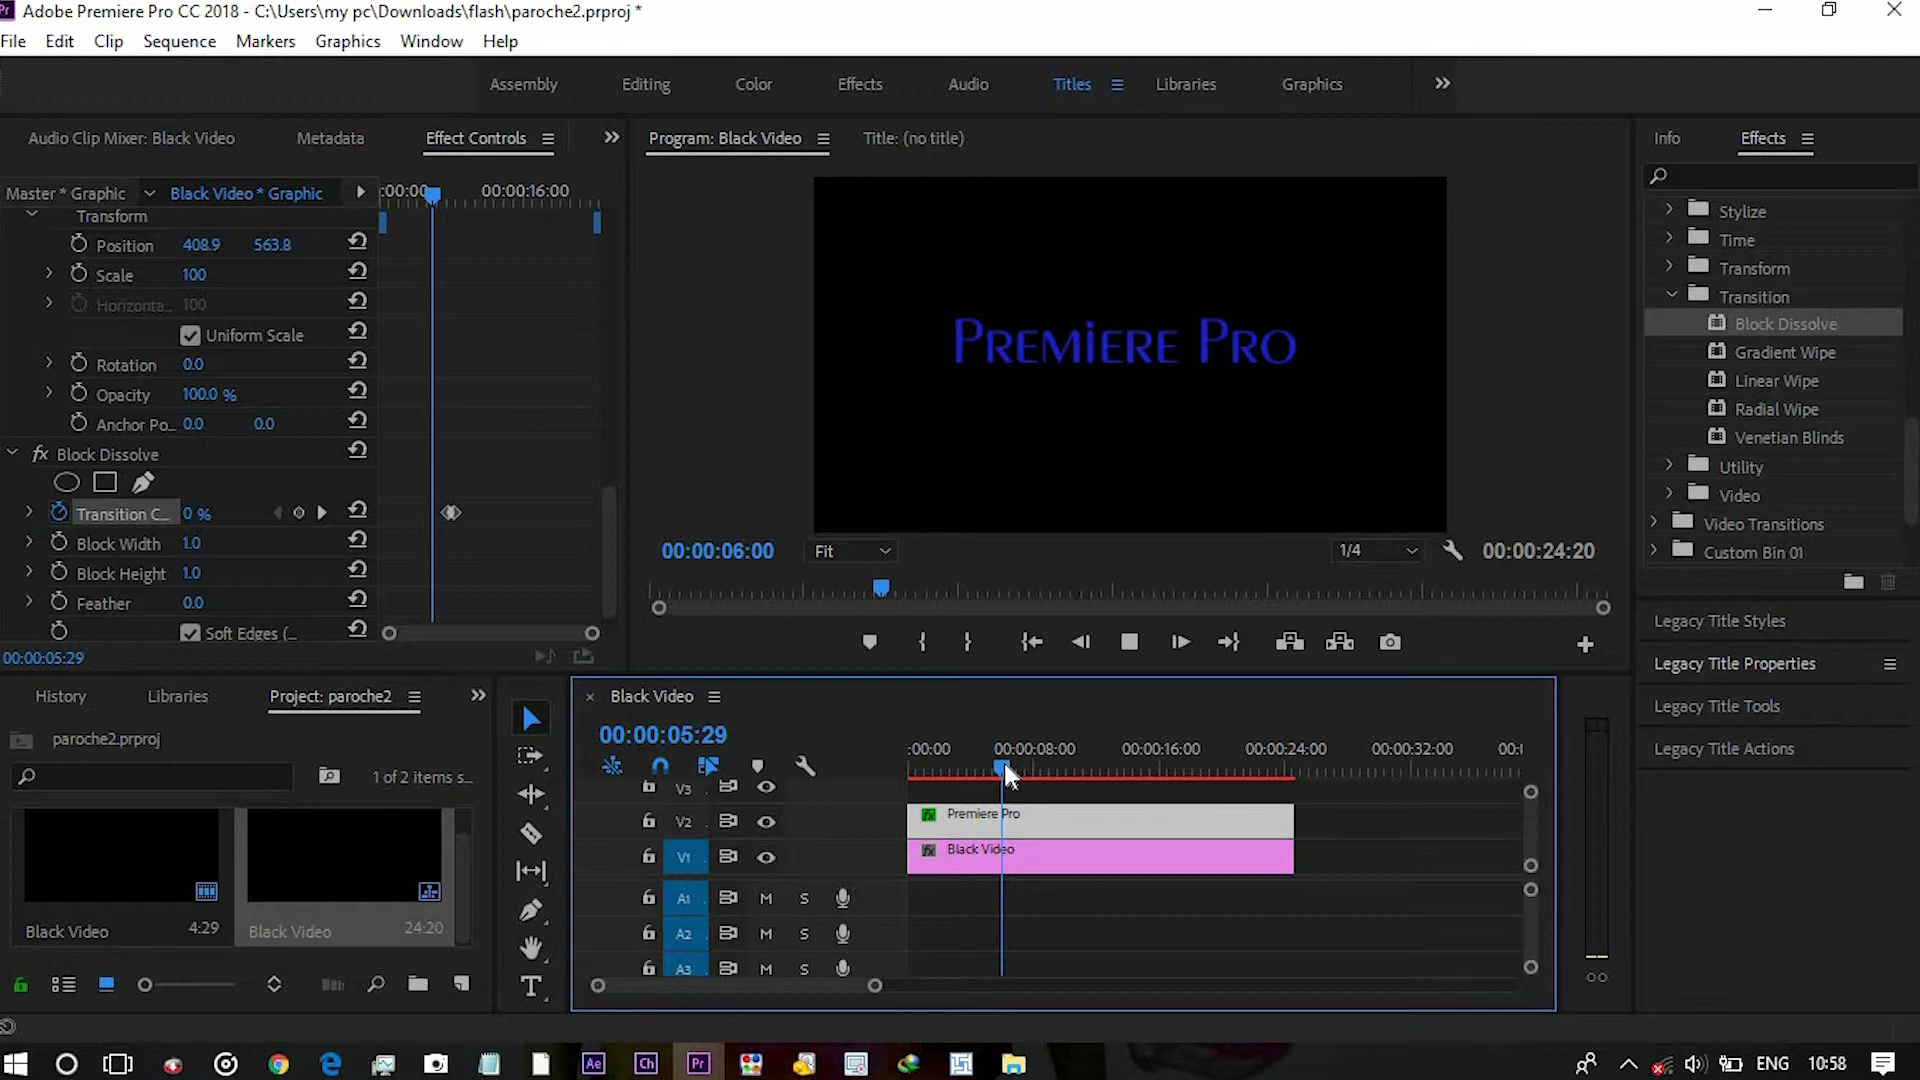 Pr Adobe Premiere Pro CC 2018 - C:\Users\my pc\Downloads\flash\paroche2.prproj *
File Edit Clip Sequence Markers Graphics Window Help
Assembly Editing Color Effects Audio Titles Libraries Graphics
Audio Clip Mixer: Black Video Metadata Effect Controls
Program: Black Video Title: (no title)
Info Effects
Master * Graphic Black Video * Graphic :00:00 00:00:16:00
Transform
Position 408.9 563.8
Scale 100
Horizonta... 100
Uniform Scale
Rotation 0.0
Opacity 100.0 %
Anchor Po... 0.0 0.0
fx Block Dissolve
Transition C... 0 %
Block Width 1.0
Block Height 1.0
Feather 0.0
Soft Edges (...
00:00:05:29
Premiere Pro
00:00:06:00 Fit 1/4 00:00:24:20
Stylize
Time
Transform
Transition
Block Dissolve
Gradient Wipe
Linear Wipe
Radial Wipe
Venetian Blinds
Utility
Video
Video Transitions
Custom Bin 01
Legacy Title Styles
Legacy Title Properties
Legacy Title Tools
Legacy Title Actions
History Libraries Project: paroche2
paroche2.prproj
1 of 2 items s...
Black Video 4:29
Black Video 24:20
Black Video
00:00:05:29
:00:00 00:00:08:00 00:00:16:00 00:00:24:00 00:00:32:00 00:
V3
V2 fx Premiere Pro
V1 fx Black Video
A1 M S
A2 M S
A3 M S
T
Ae Ch Pr
ENG 10:58